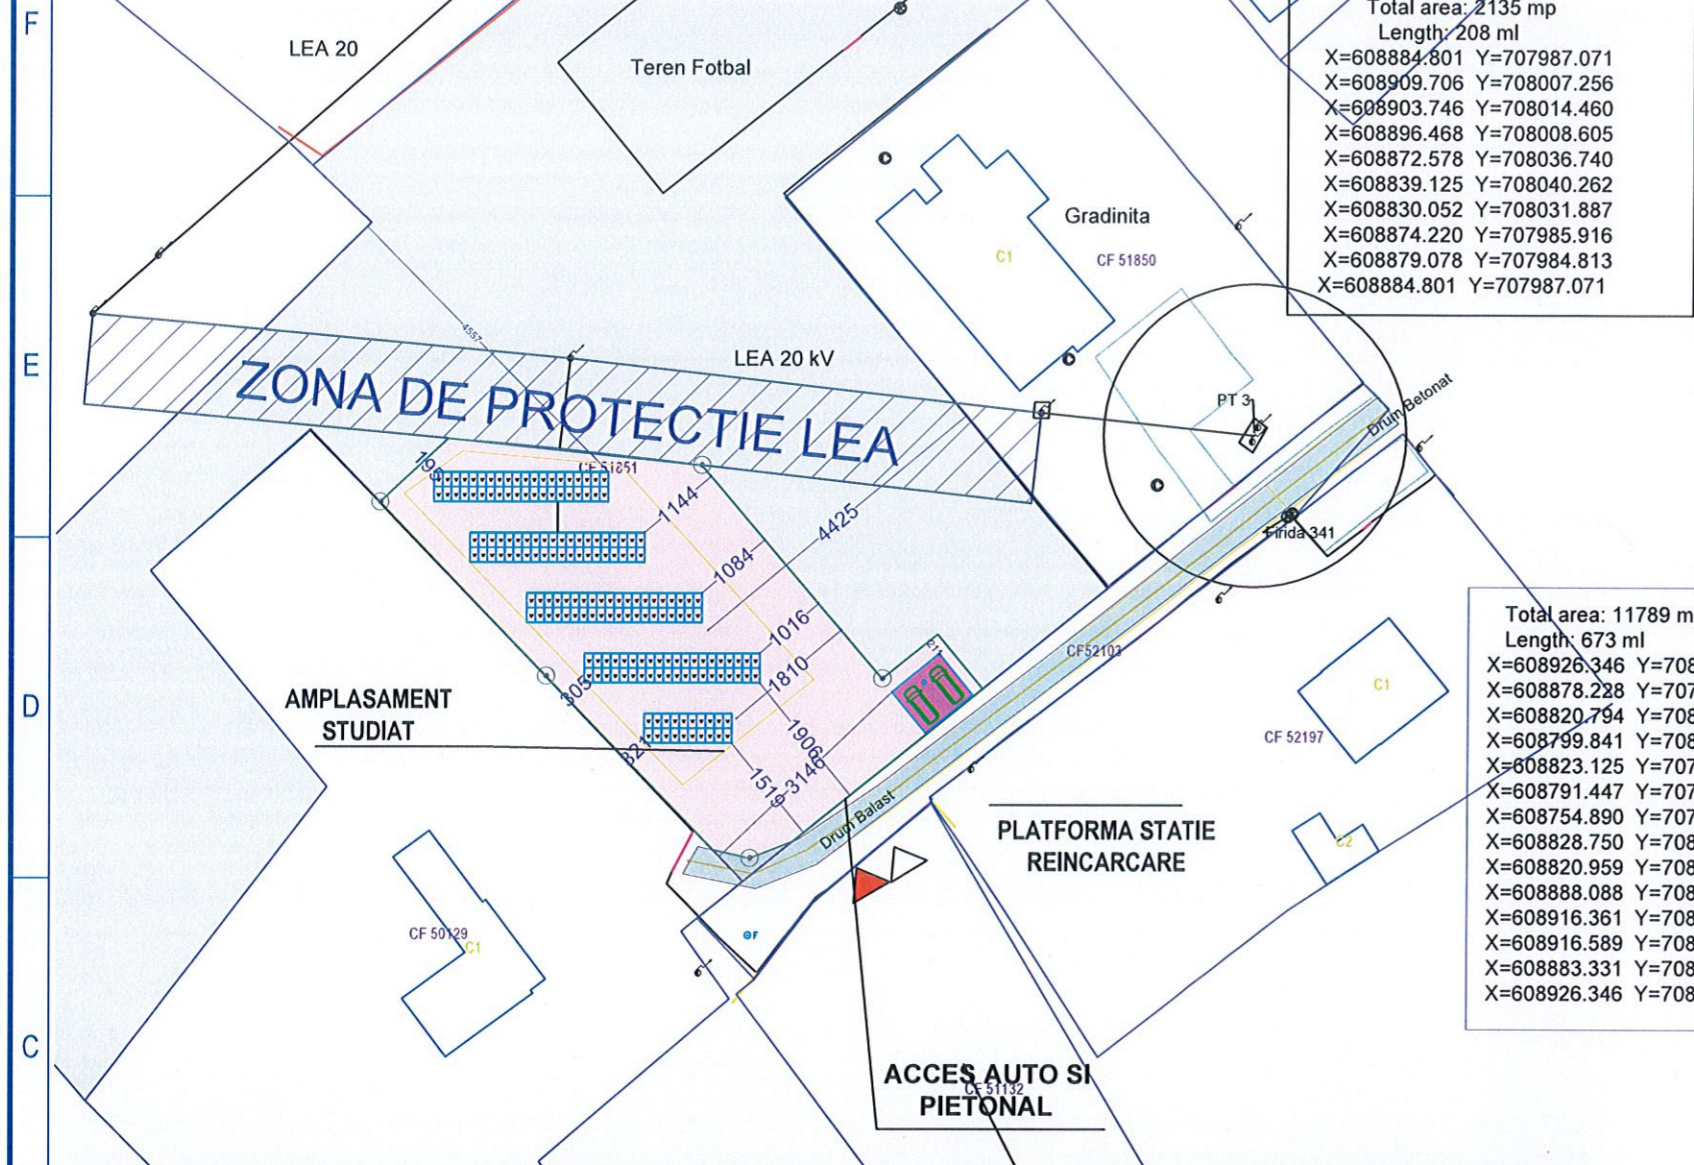 F
E
D
C
LEA 20
Teren Fotbal
Total area: 2135 mp
Length: 208 ml
X=608884.801 Y=707987.071
X=608909.706 Y=708007.256
X=608903.746 Y=708014.460
X=608896.468 Y=708008.605
X=608872.578 Y=708036.740
X=608839.125 Y=708040.262
X=608830.052 Y=708031.887
X=608874.220 Y=707985.916
X=608879.078 Y=707984.813
X=608884.801 Y=707987.071
Gradinita
C1
CF 51850
4557
LEA 20 kV
ZONA DE PROTECTIE LEA
PT 3
Drum Betonat
CF 51851
1144
4425
1084
Firida 341
1016
1810
211
CF52103
305
321
1906
1519
3146
AMPLASAMENT
STUDIAT
Drum Balast
PLATFORMA STATIE
REINCARCARE
C1
CF 52197
C2
Total area: 11789 m
Length: 673 ml
X=608926.346 Y=708
X=608878.228 Y=707
X=608820.794 Y=708
X=608799.841 Y=708
X=608823.125 Y=707
X=608791.447 Y=707
X=608754.890 Y=707
X=608828.750 Y=708
X=608820.959 Y=708
X=608888.088 Y=708
X=608916.361 Y=708
X=608916.589 Y=708
X=608883.331 Y=708
X=608926.346 Y=708
CF 50129
C1
ACCES AUTO SI
PIETONAL
CF 51132